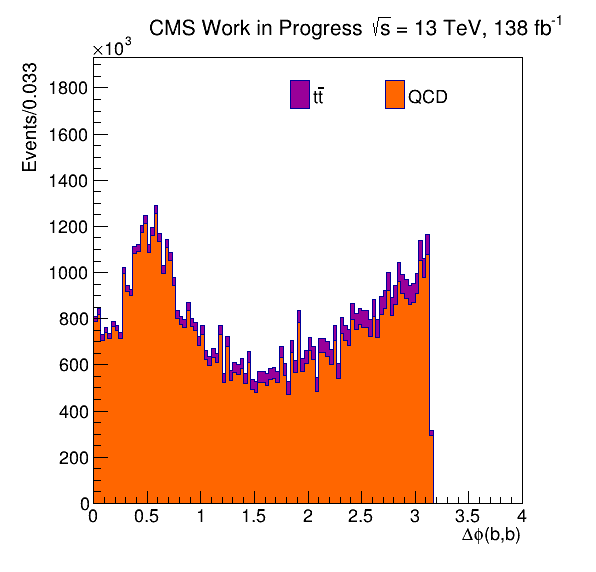 CMS Work in Progress √s = 13 TeV, 138 fb⁻¹
×10³
Events/0.033
1800
1600
1400
1200
1000
800
600
400
200
0
tt̄
QCD
0 0.5 1 1.5 2 2.5 3 3.5 4
Δϕ(b,b)